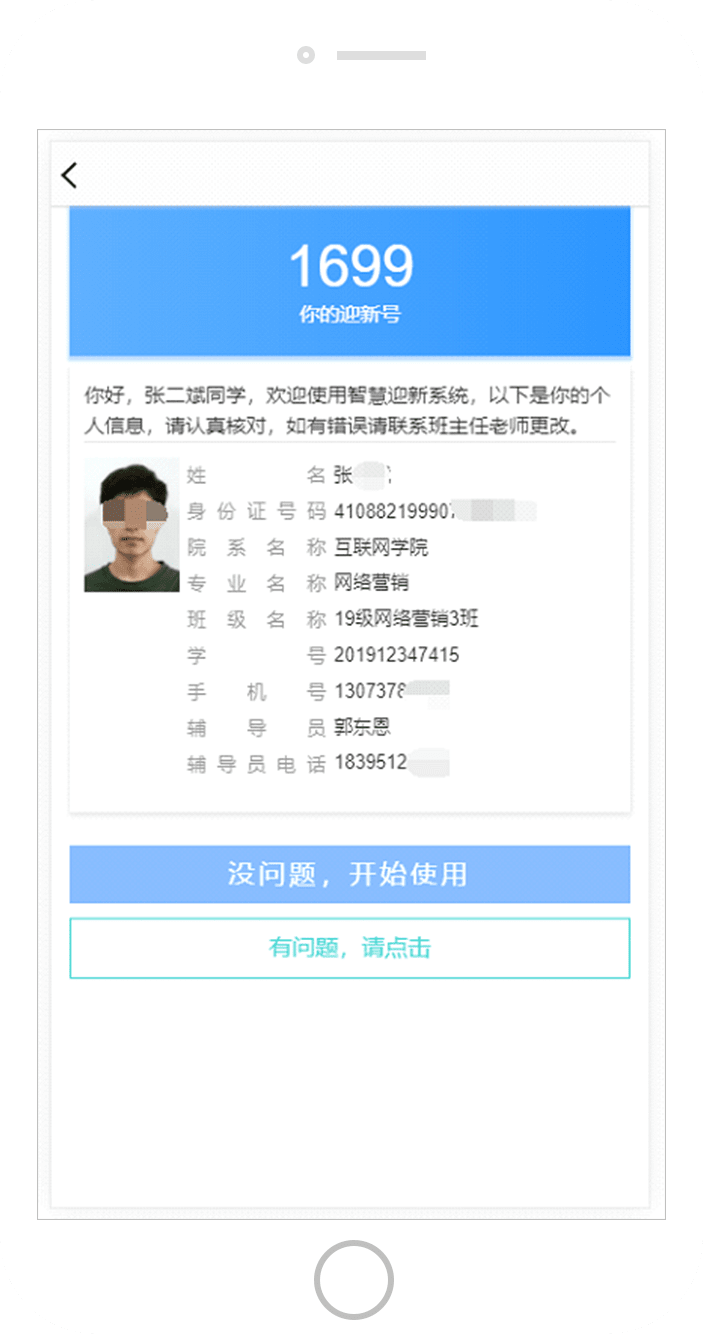 1699
你的迎新号
你好，张二斌同学，欢迎使用智慧迎新系统，以下是你的个
人信息，请认真核对，如有错误请联系班主任老师更改。
姓名 张
身份证号码 41088219990
院系名称 互联网学院
专业名称 网络营销
班级名称 19级网络营销3班
学号 201912347415
手机号 1307378
辅导员 郭东恩
辅导员电话 1839512
没问题，开始使用
有问题，请点击